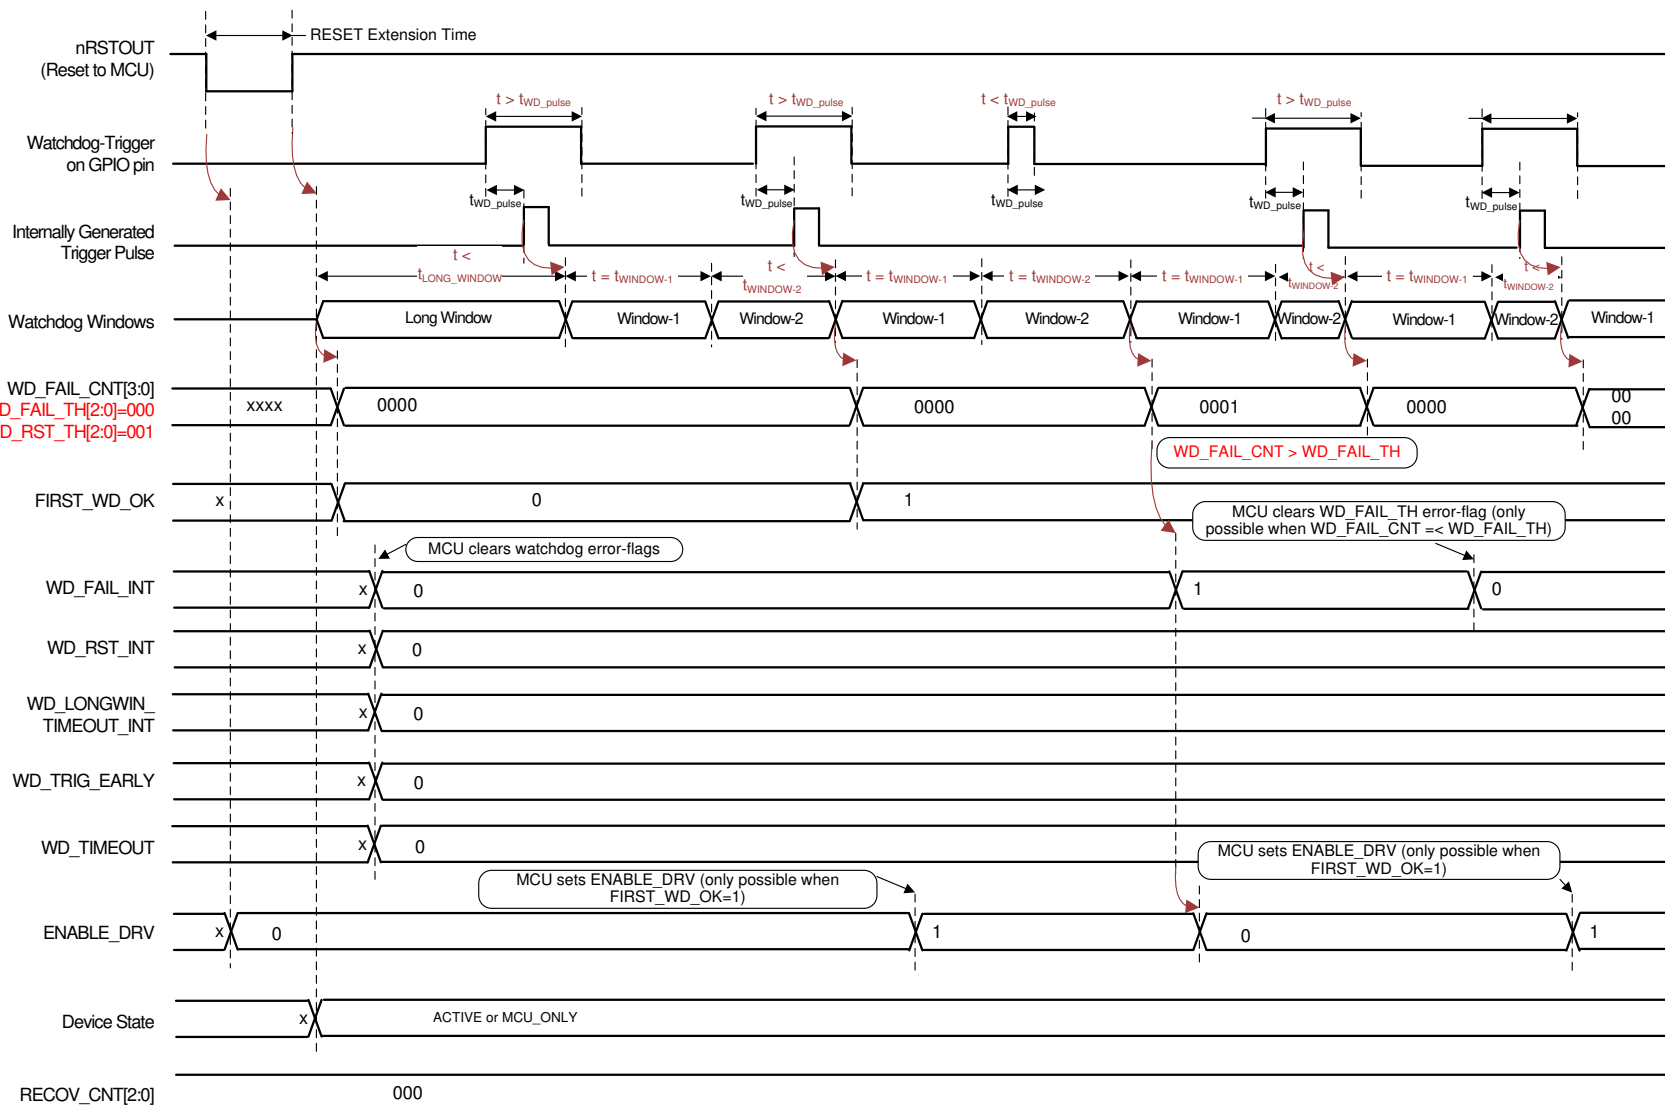 RESET Extension Time
nRSTOUT
(Reset to MCU)
t > tWD_pulse
t > tWD_pulse
t < tWD_pulse
t > tWD_pulse
Watchdog-Trigger
on GPIO pin
tWD_pulse
tWD_pulse
tWD_pulse
tWD_pulse
tWD_pulse
Internally Generated
Trigger Pulse
t <
tLONG_WINDOW
t = tWINDOW-1
t <
tWINDOW-2
t = tWINDOW-1
t = tWINDOW-2
t = tWINDOW-1
t <
tWINDOW-2
t = tWINDOW-1
t <
tWINDOW-2
Watchdog Windows
Long Window
Window-1
Window-2
Window-1
Window-2
Window-1
Window-2
Window-1
Window-2
Window-1
WD_FAIL_CNT[3:0]
D_FAIL_TH[2:0]=000
D_RST_TH[2:0]=001
xxxx
0000
0000
0001
0000
00
00
WD_FAIL_CNT > WD_FAIL_TH
FIRST_WD_OK
x
0
1
MCU clears WD_FAIL_TH error-flag (only
possible when WD_FAIL_CNT =< WD_FAIL_TH)
MCU clears watchdog error-flags
WD_FAIL_INT
x
0
1
0
WD_RST_INT
x
0
WD_LONGWIN_
TIMEOUT_INT
x
0
WD_TRIG_EARLY
x
0
WD_TIMEOUT
x
0
MCU sets ENABLE_DRV (only possible when
FIRST_WD_OK=1)
MCU sets ENABLE_DRV (only possible when
FIRST_WD_OK=1)
ENABLE_DRV
x
0
1
0
1
Device State
x
ACTIVE or MCU_ONLY
RECOV_CNT[2:0]
000